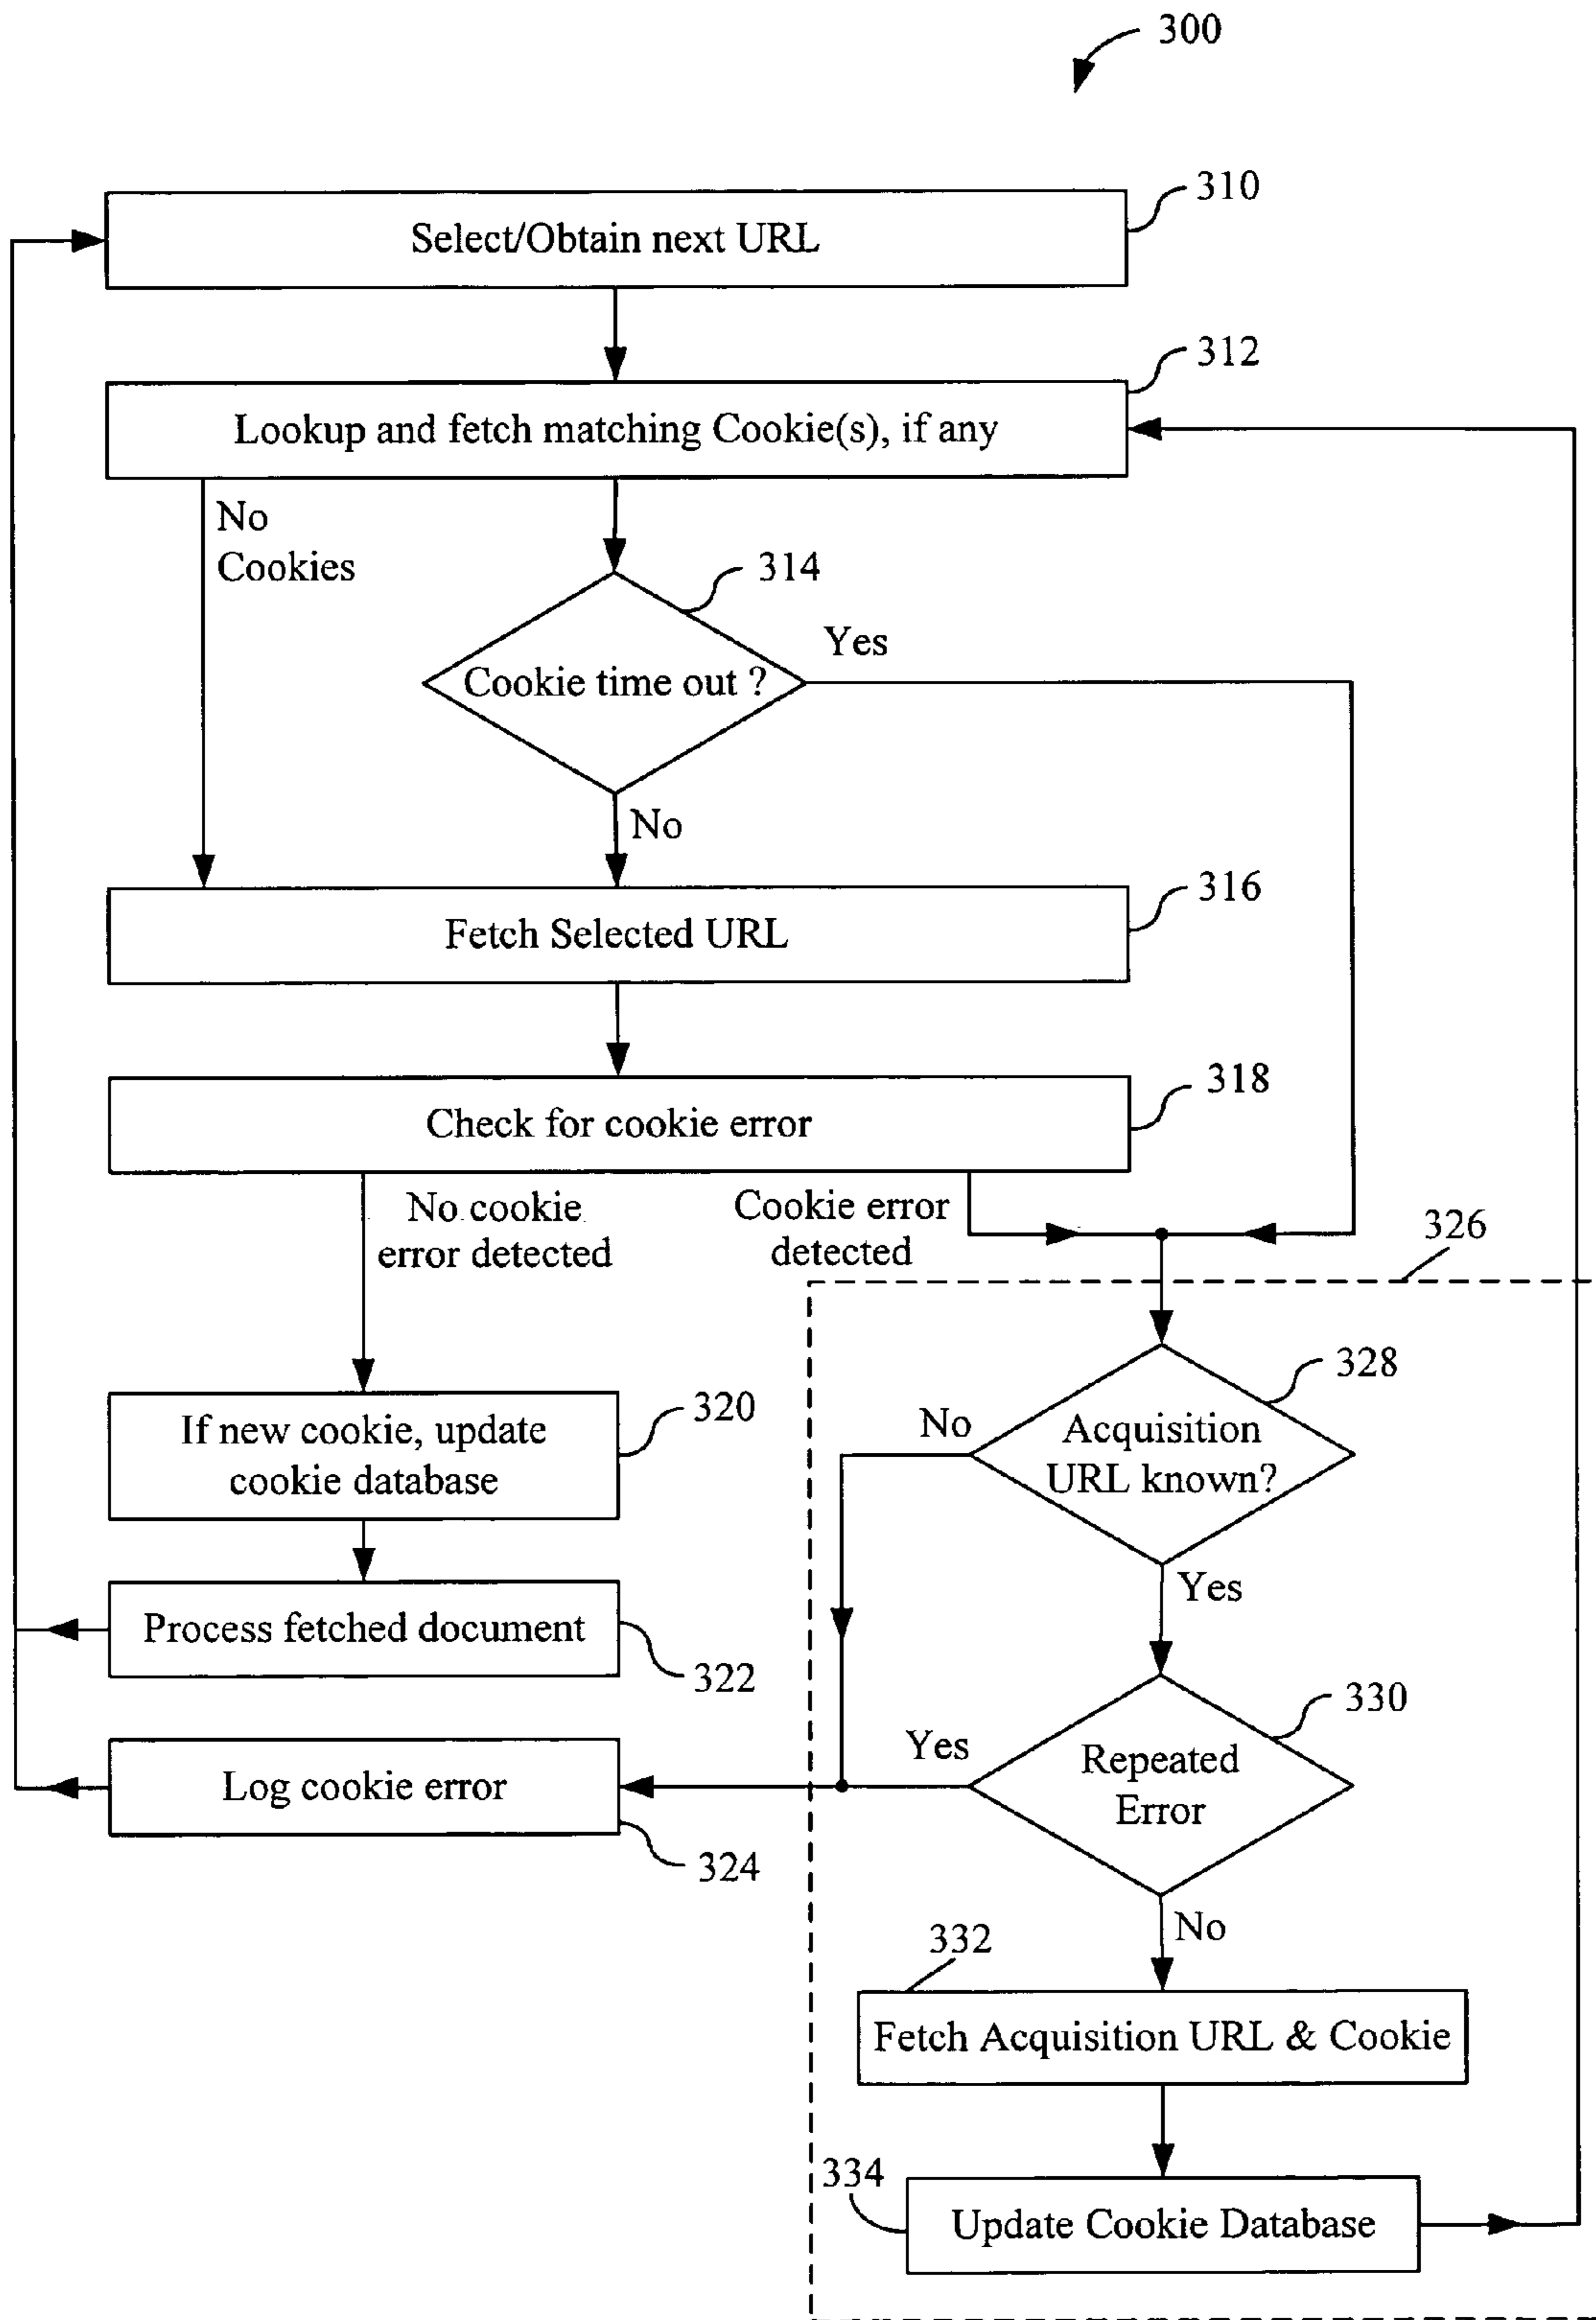 300
310
Select/Obtain next URL
312
Lookup and fetch matching Cookie(s), if any
No
Cookies
314
Yes
Cookie time out ?
No
316
Fetch Selected URL
318
Check for cookie error
No cookie
error detected
Cookie error
detected
326
328
No
Acquisition
URL known?
320
If new cookie, update
cookie database
Yes
Process fetched document
322
330
Yes
Repeated
Error
Log cookie error
324
No
332
Fetch Acquisition URL & Cookie
334
Update Cookie Database